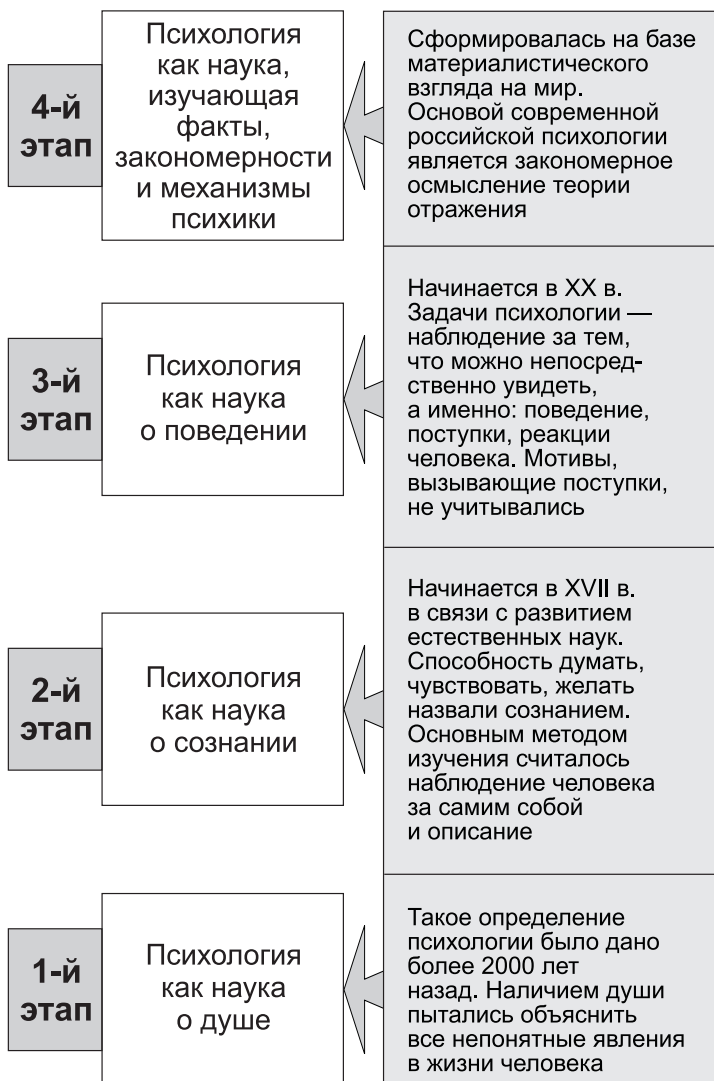 4-й
этап
Психология
как наука,
изучающая
факты,
закономерности
и механизмы
психики
Сформировалась на базе
материалистического
взгляда на мир.
Основой современной
российской психологии
является закономерное
осмысление теории
отражения
3-й
этап
Психология
как наука
о поведении
Начинается в XX в.
Задачи психологии —
наблюдение за тем,
что можно непосред-
ственно увидеть,
а именно: поведение,
поступки, реакции
человека. Мотивы,
вызывающие поступки,
не учитывались
2-й
этап
Психология
как наука
о сознании
Начинается в XVII в.
в связи с развитием
естественных наук.
Способность думать,
чувствовать, желать
назвали сознанием.
Основным методом
изучения считалось
наблюдение человека
за самим собой
и описание
1-й
этап
Психология
как наука
о душе
Такое определение
психологии было дано
более 2000 лет
назад. Наличием души
пытались объяснить
все непонятные явления
в жизни человека